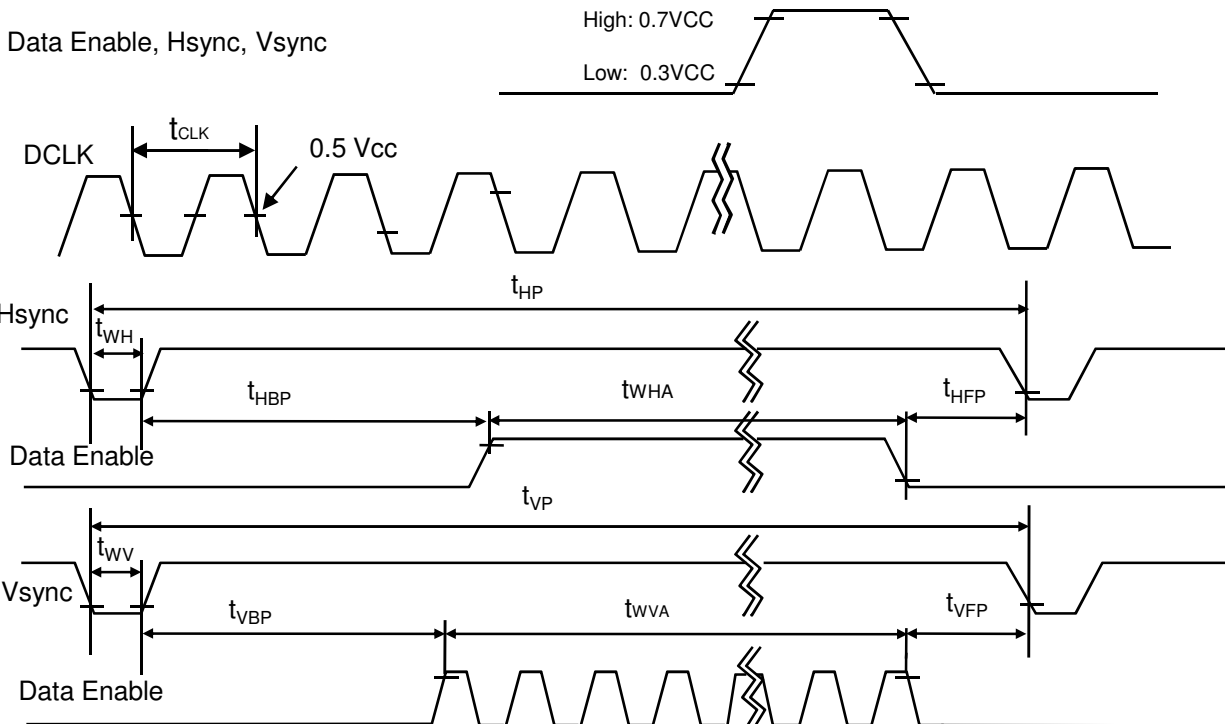 High: 0.7VCC
Data Enable, Hsync, Vsync
Low: 0.3VCC
tCLK
DCLK
0.5 Vcc
tHP
Hsync
tWH
tHBP
tWHA
tHFP
Data Enable
tVP
tWV
Vsync
tVBP
tWVA
tVFP
Data Enable